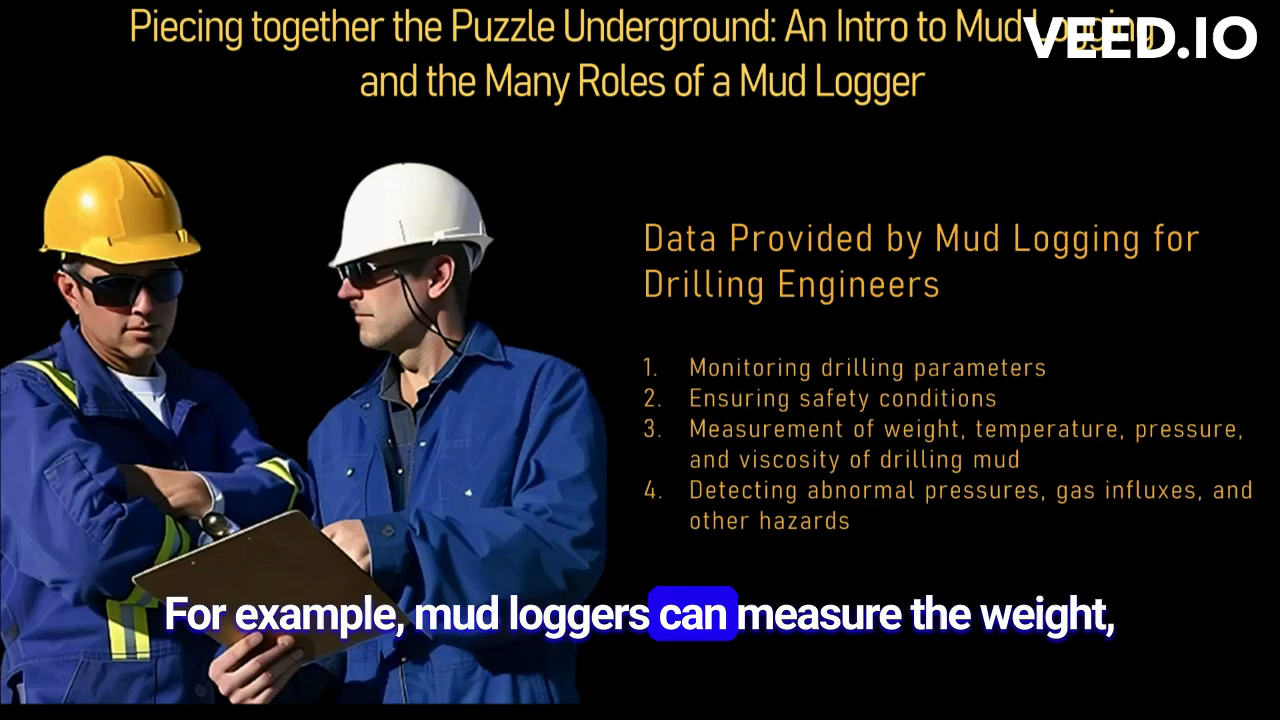 Piecing together the Puzzle Underground: An Intro to Mud Logging
VEED.IO
and the Many Roles of a Mud Logger
Data Provided by Mud Logging for
Drilling Engineers
1. Monitoring drilling parameters
2. Ensuring safety conditions
3. Measurement of weight, temperature, pressure,
and viscosity of drilling mud
4. Detecting abnormal pressures, gas influxes, and
other hazards
For example, mud loggers can measure the weight,